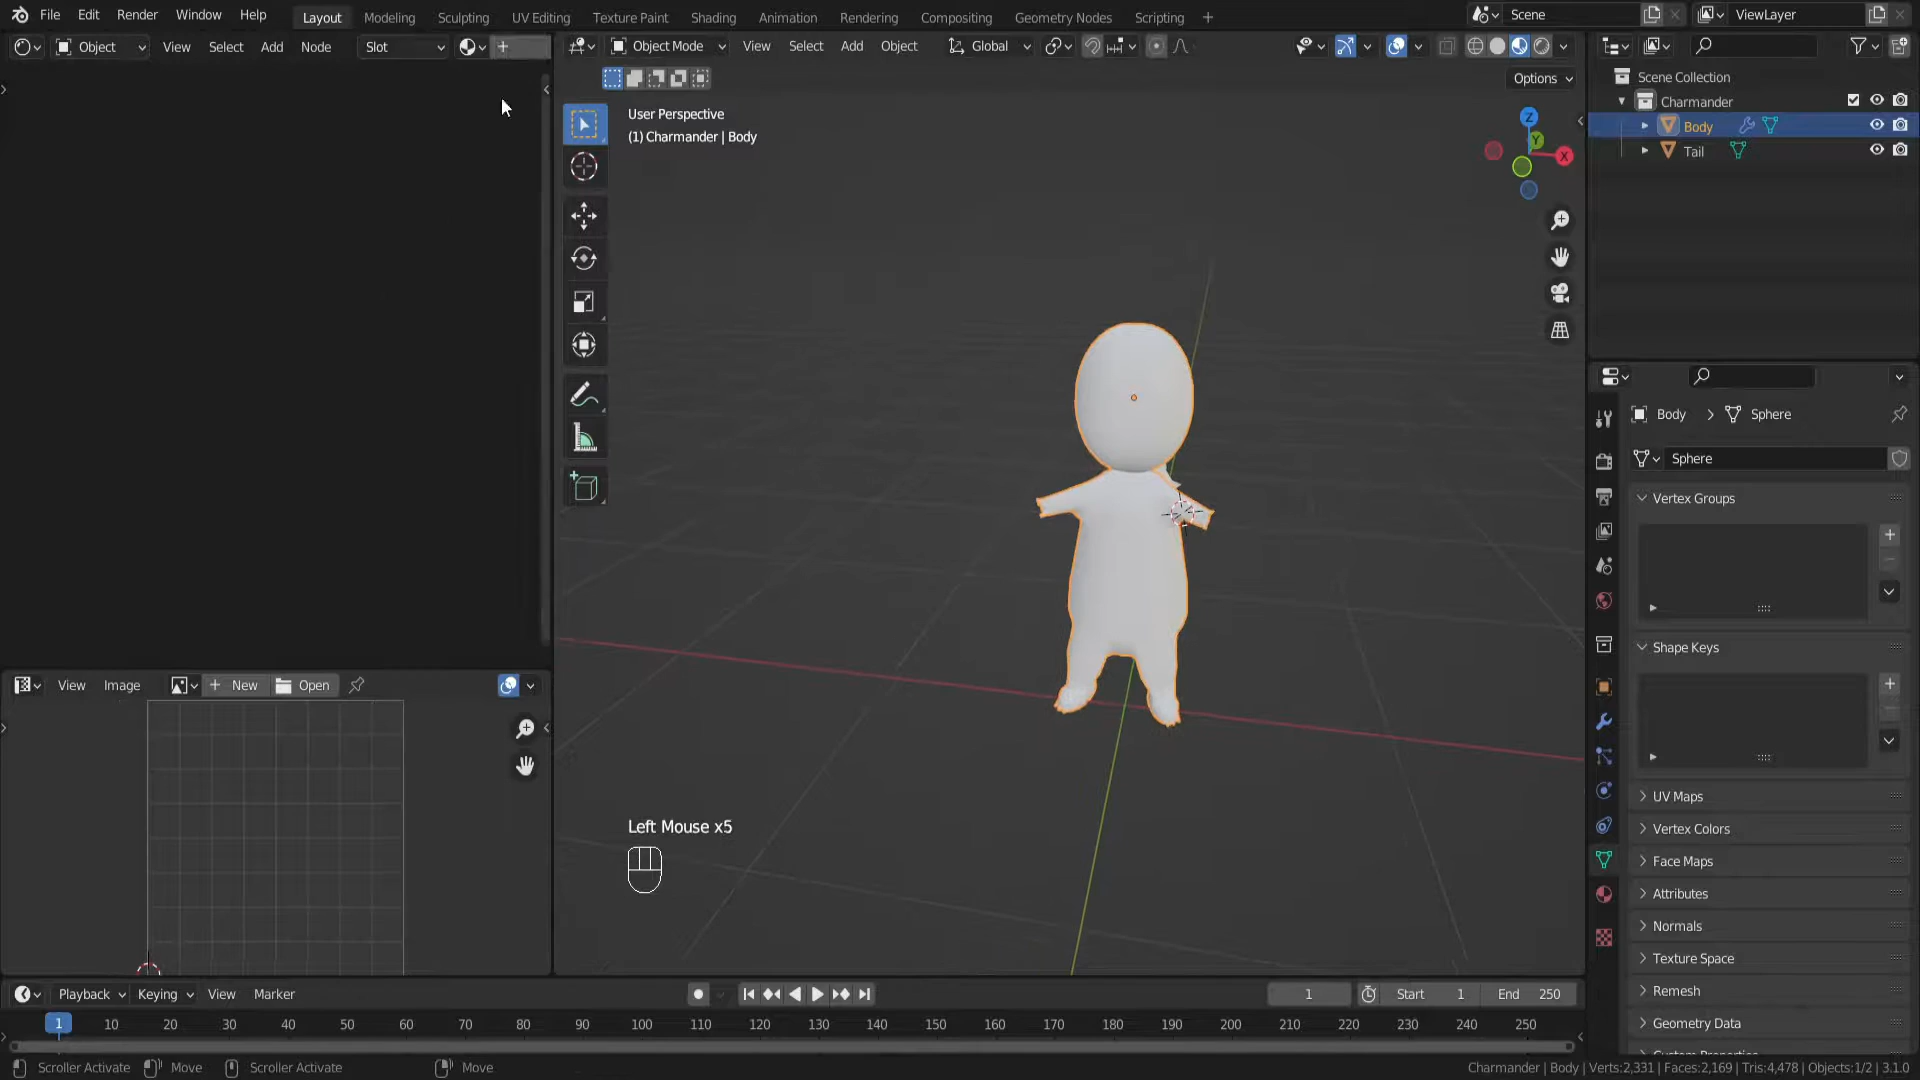 File Edit Render Window Help Layout Modeling Sculpting UV Editing Texture Paint Shading Animation Rendering Compositing Geometry Nodes Scripting + Scene ViewLayer
Object View Select Add Node Slot Object Mode View Select Add Object Global
Options
Scene Collection
Charmander
Body
Tail
User Perspective
(1) Charmander | Body
Z
Y
X
Body > Sphere
Sphere
Vertex Groups
Shape Keys
View Image New Open
UV Maps
Vertex Colors
Face Maps
Attributes
Normals
Texture Space
Remesh
Geometry Data
Left Mouse x5
Playback Keying View Marker 1 Start 1 End 250
1 10 20 30 40 50 60 70 80 90 100 110 120 130 140 150 160 170 180 190 200 210 220 230 240 250
Scroller Activate Move Scroller Activate Move Charmander | Body | Verts:2,331 | Faces:2,169 | Tris:4,478 | Objects:1/2 | 3.1.0